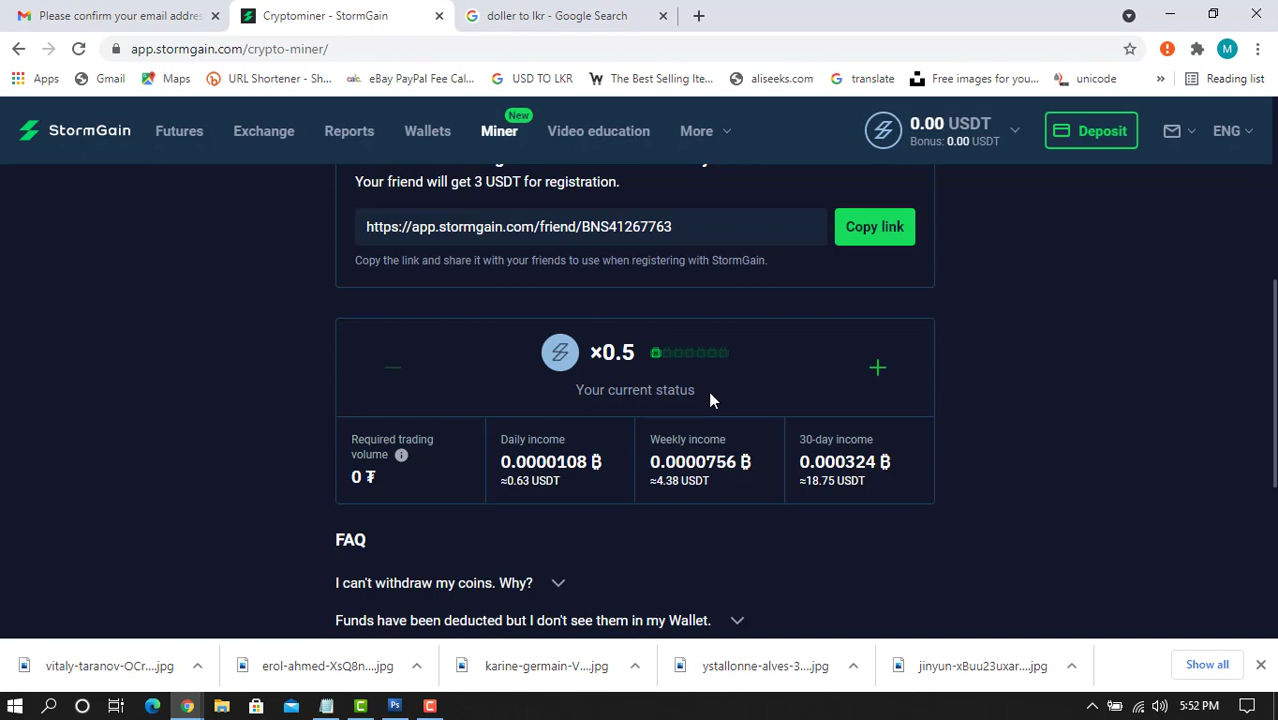 Please confirm your email addre
Cryptominer - StormGain
doller to lkr - Google Search
app.stormgain.com/crypto-miner/
M
Apps
Gmail
Maps
URL Shortener - Sh...
eBay PayPal Fee Cal...
USD TO LKR
The Best Selling Ite...
aliseeks.com
translate
Free images for you...
unicode
»
Reading list
StormGain
Futures
Exchange
Reports
Wallets
Miner
New
Video education
More
0.00 USDT
Bonus: 0.00 USDT
Deposit
ENG
Your friend will get 3 USDT for registration.
https://app.stormgain.com/friend/BNS41267763
Copy link
Copy the link and share it with your friends to use when registering with StormGain.
×0.5
Your current status
Required trading
volume
0 ₮
Daily income
0.0000108 ₿
≈0.63 USDT
Weekly income
0.0000756 ₿
≈4.38 USDT
30-day income
0.000324 ₿
≈18.75 USDT
FAQ
I can't withdraw my coins. Why?
Funds have been deducted but I don't see them in my Wallet.
vitaly-taranov-OCr....jpg
erol-ahmed-XsQ8n....jpg
karine-germain-V....jpg
ystallonne-alves-3....jpg
jinyun-xBuu23uxar....jpg
Show all
5:52 PM